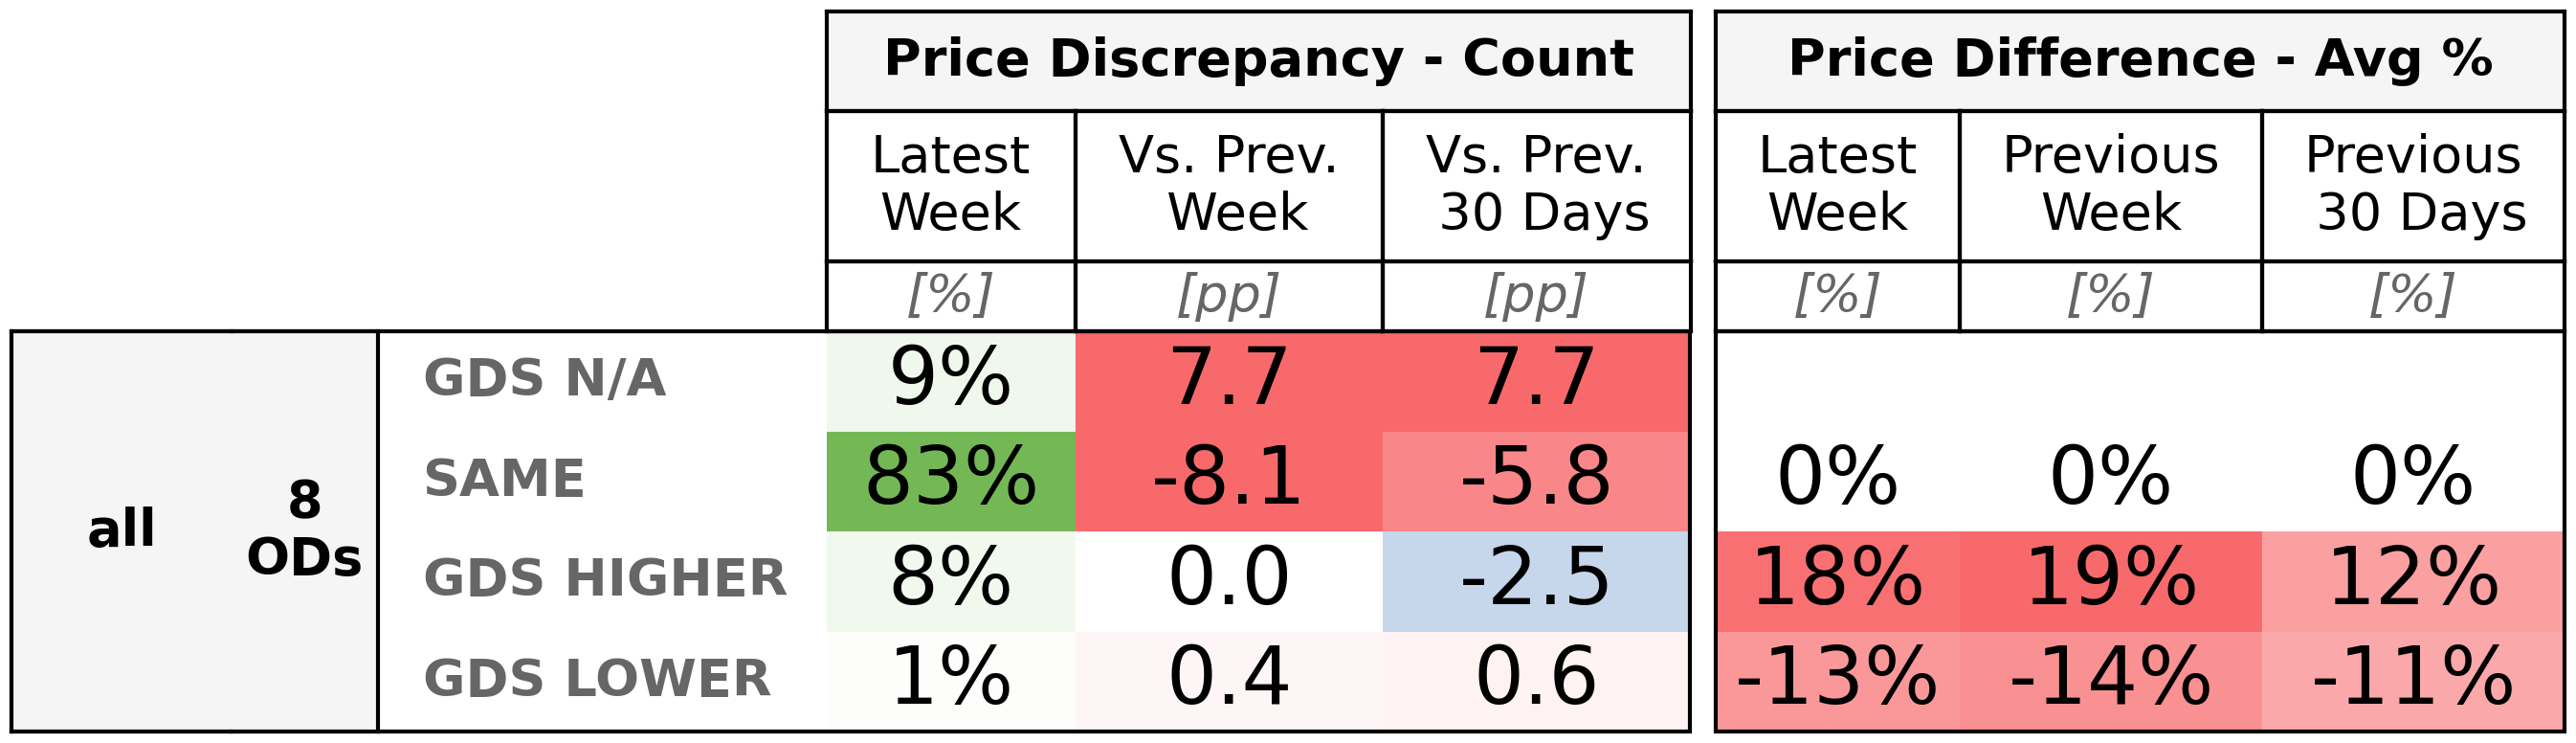 Price Discrepancy - Count Price Difference - Avg %
Latest Week Vs. Prev. Week Vs. Prev. 30 Days Latest Week Previous Week Previous 30 Days
[%] [pp] [pp] [%] [%] [%]
all 8 ODs
GDS N/A 9% 7.7 7.7
SAME 83% -8.1 -5.8 0% 0% 0%
GDS HIGHER 8% 0.0 -2.5 18% 19% 12%
GDS LOWER 1% 0.4 0.6 -13% -14% -11%